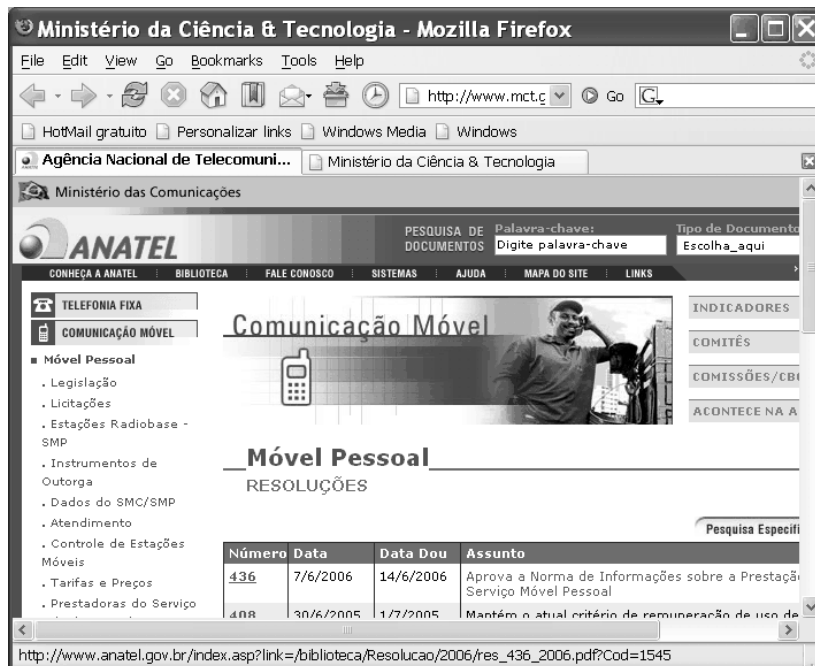 Ministério da Ciência & Tecnologia - Mozilla Firefox
File Edit View Go Bookmarks Tools Help
http://www.mct.g Go G
HotMail gratuito Personalizar links Windows Media Windows
Agência Nacional de Telecomuni... Ministério da Ciência & Tecnologia
Ministério das Comunicações
ANATEL
PESQUISA DE DOCUMENTOS
Palavra-chave:
Digite palavra-chave
Tipo de Documento
Escolha_aqui
CONHEÇA A ANATEL BIBLIOTECA FALE CONOSCO SISTEMAS AJUDA MAPA DO SITE LINKS
TELEFONIA FIXA
COMUNICAÇÃO MÓVEL
Móvel Pessoal
. Legislação
. Licitações
. Estações Radiobase -
SMP
. Instrumentos de
Outorga
. Dados do SMC/SMP
. Atendimento
. Controle de Estações
Móveis
. Tarifas e Preços
. Prestadoras do Serviço
Comunicação Móvel
INDICADORES
COMITÊS
COMISSÕES/CB
ACONTECE NA A
Móvel Pessoal
RESOLUÇÕES
Pesquisa Especifi
Número Data Data Dou Assunto
436 7/6/2006 14/6/2006 Aprova a Norma de Informações sobre a Prestaçã
Serviço Móvel Pessoal
408 30/6/2005 1/7/2005 Mantém o atual critério de remuneração de uso de
http://www.anatel.gov.br/index.asp?link=/biblioteca/Resolucao/2006/res_436_2006.pdf?Cod=1545